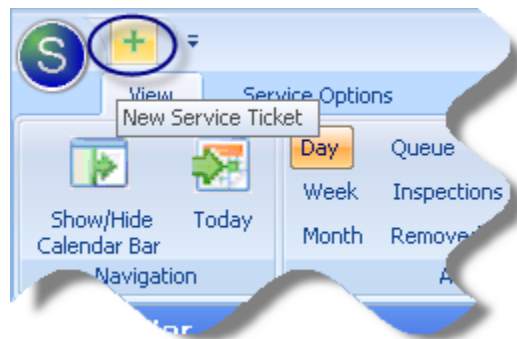 S
View Service Options
New Service Ticket
Day Queue
Week Inspections
Show/Hide Today
Calendar Bar
Month
Navigation